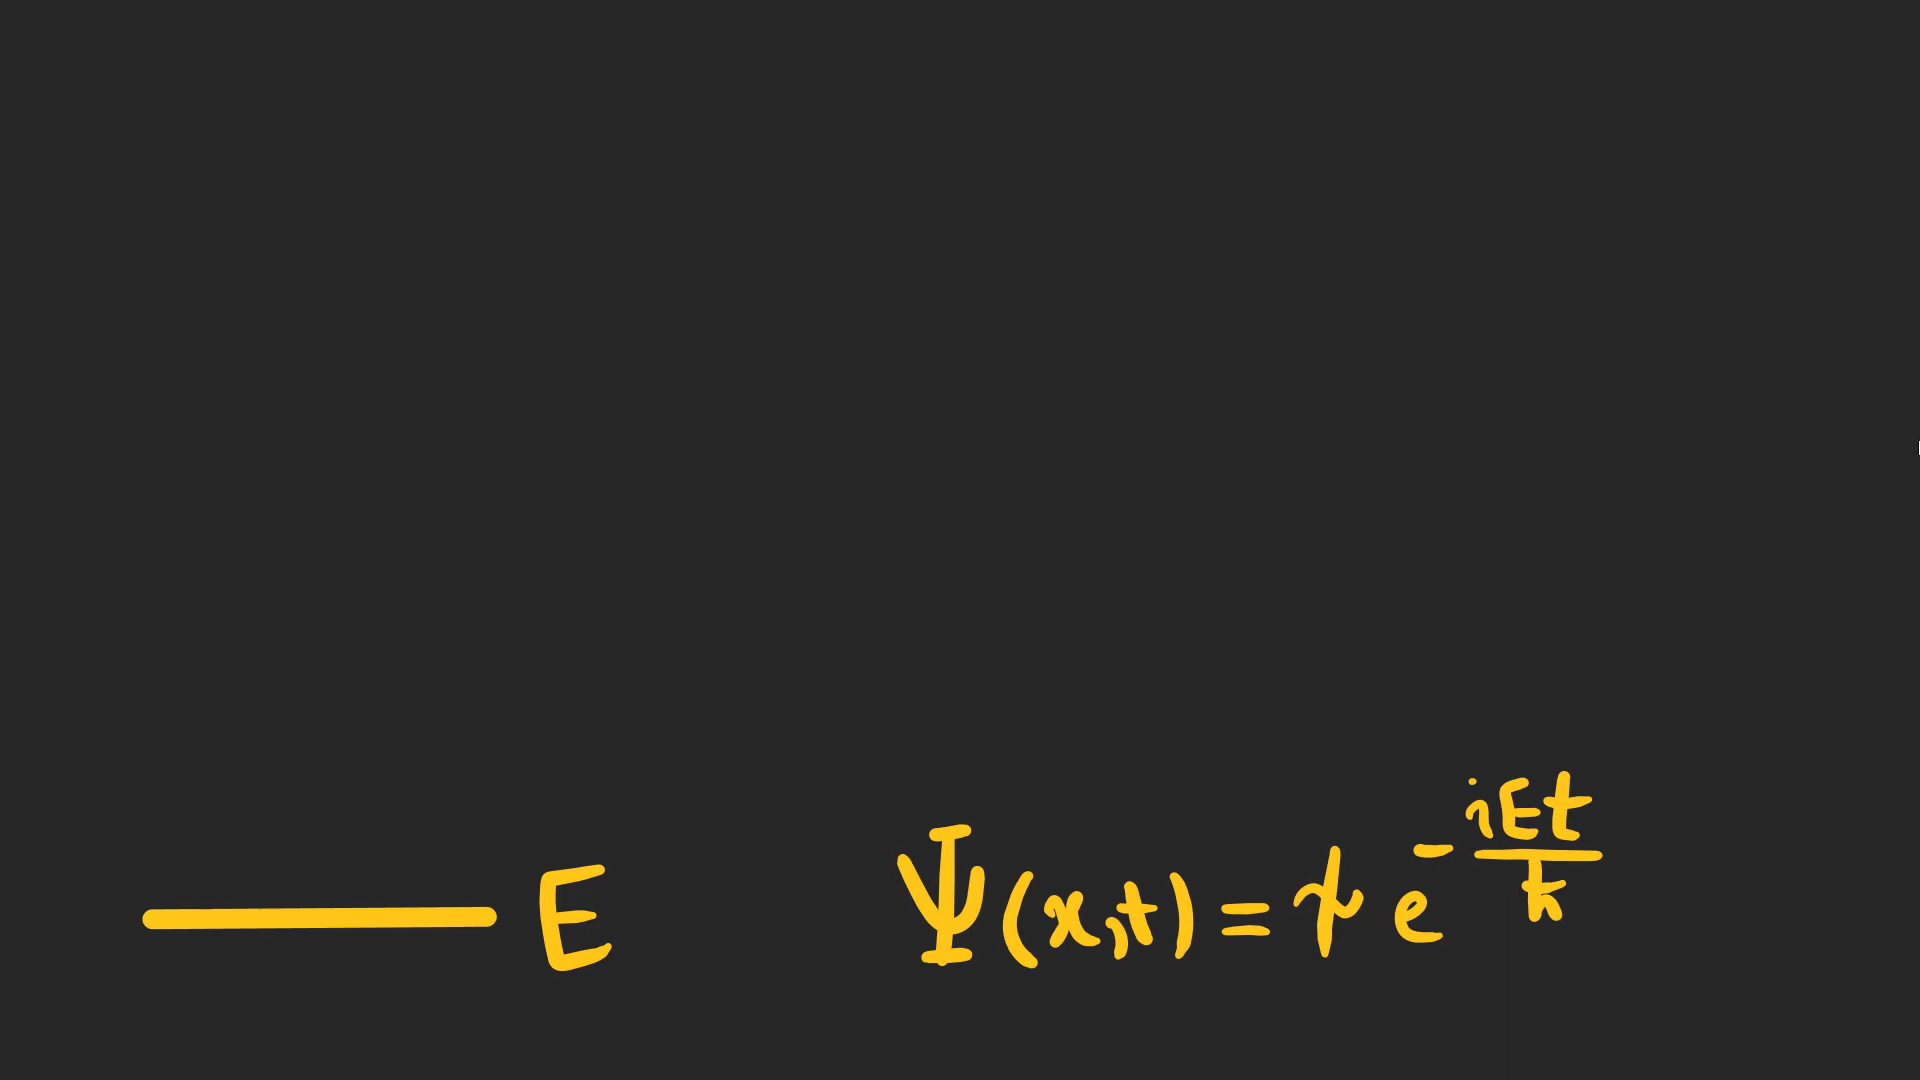 E Ψ(x,t) = ψ e^{-iEt/ħ}